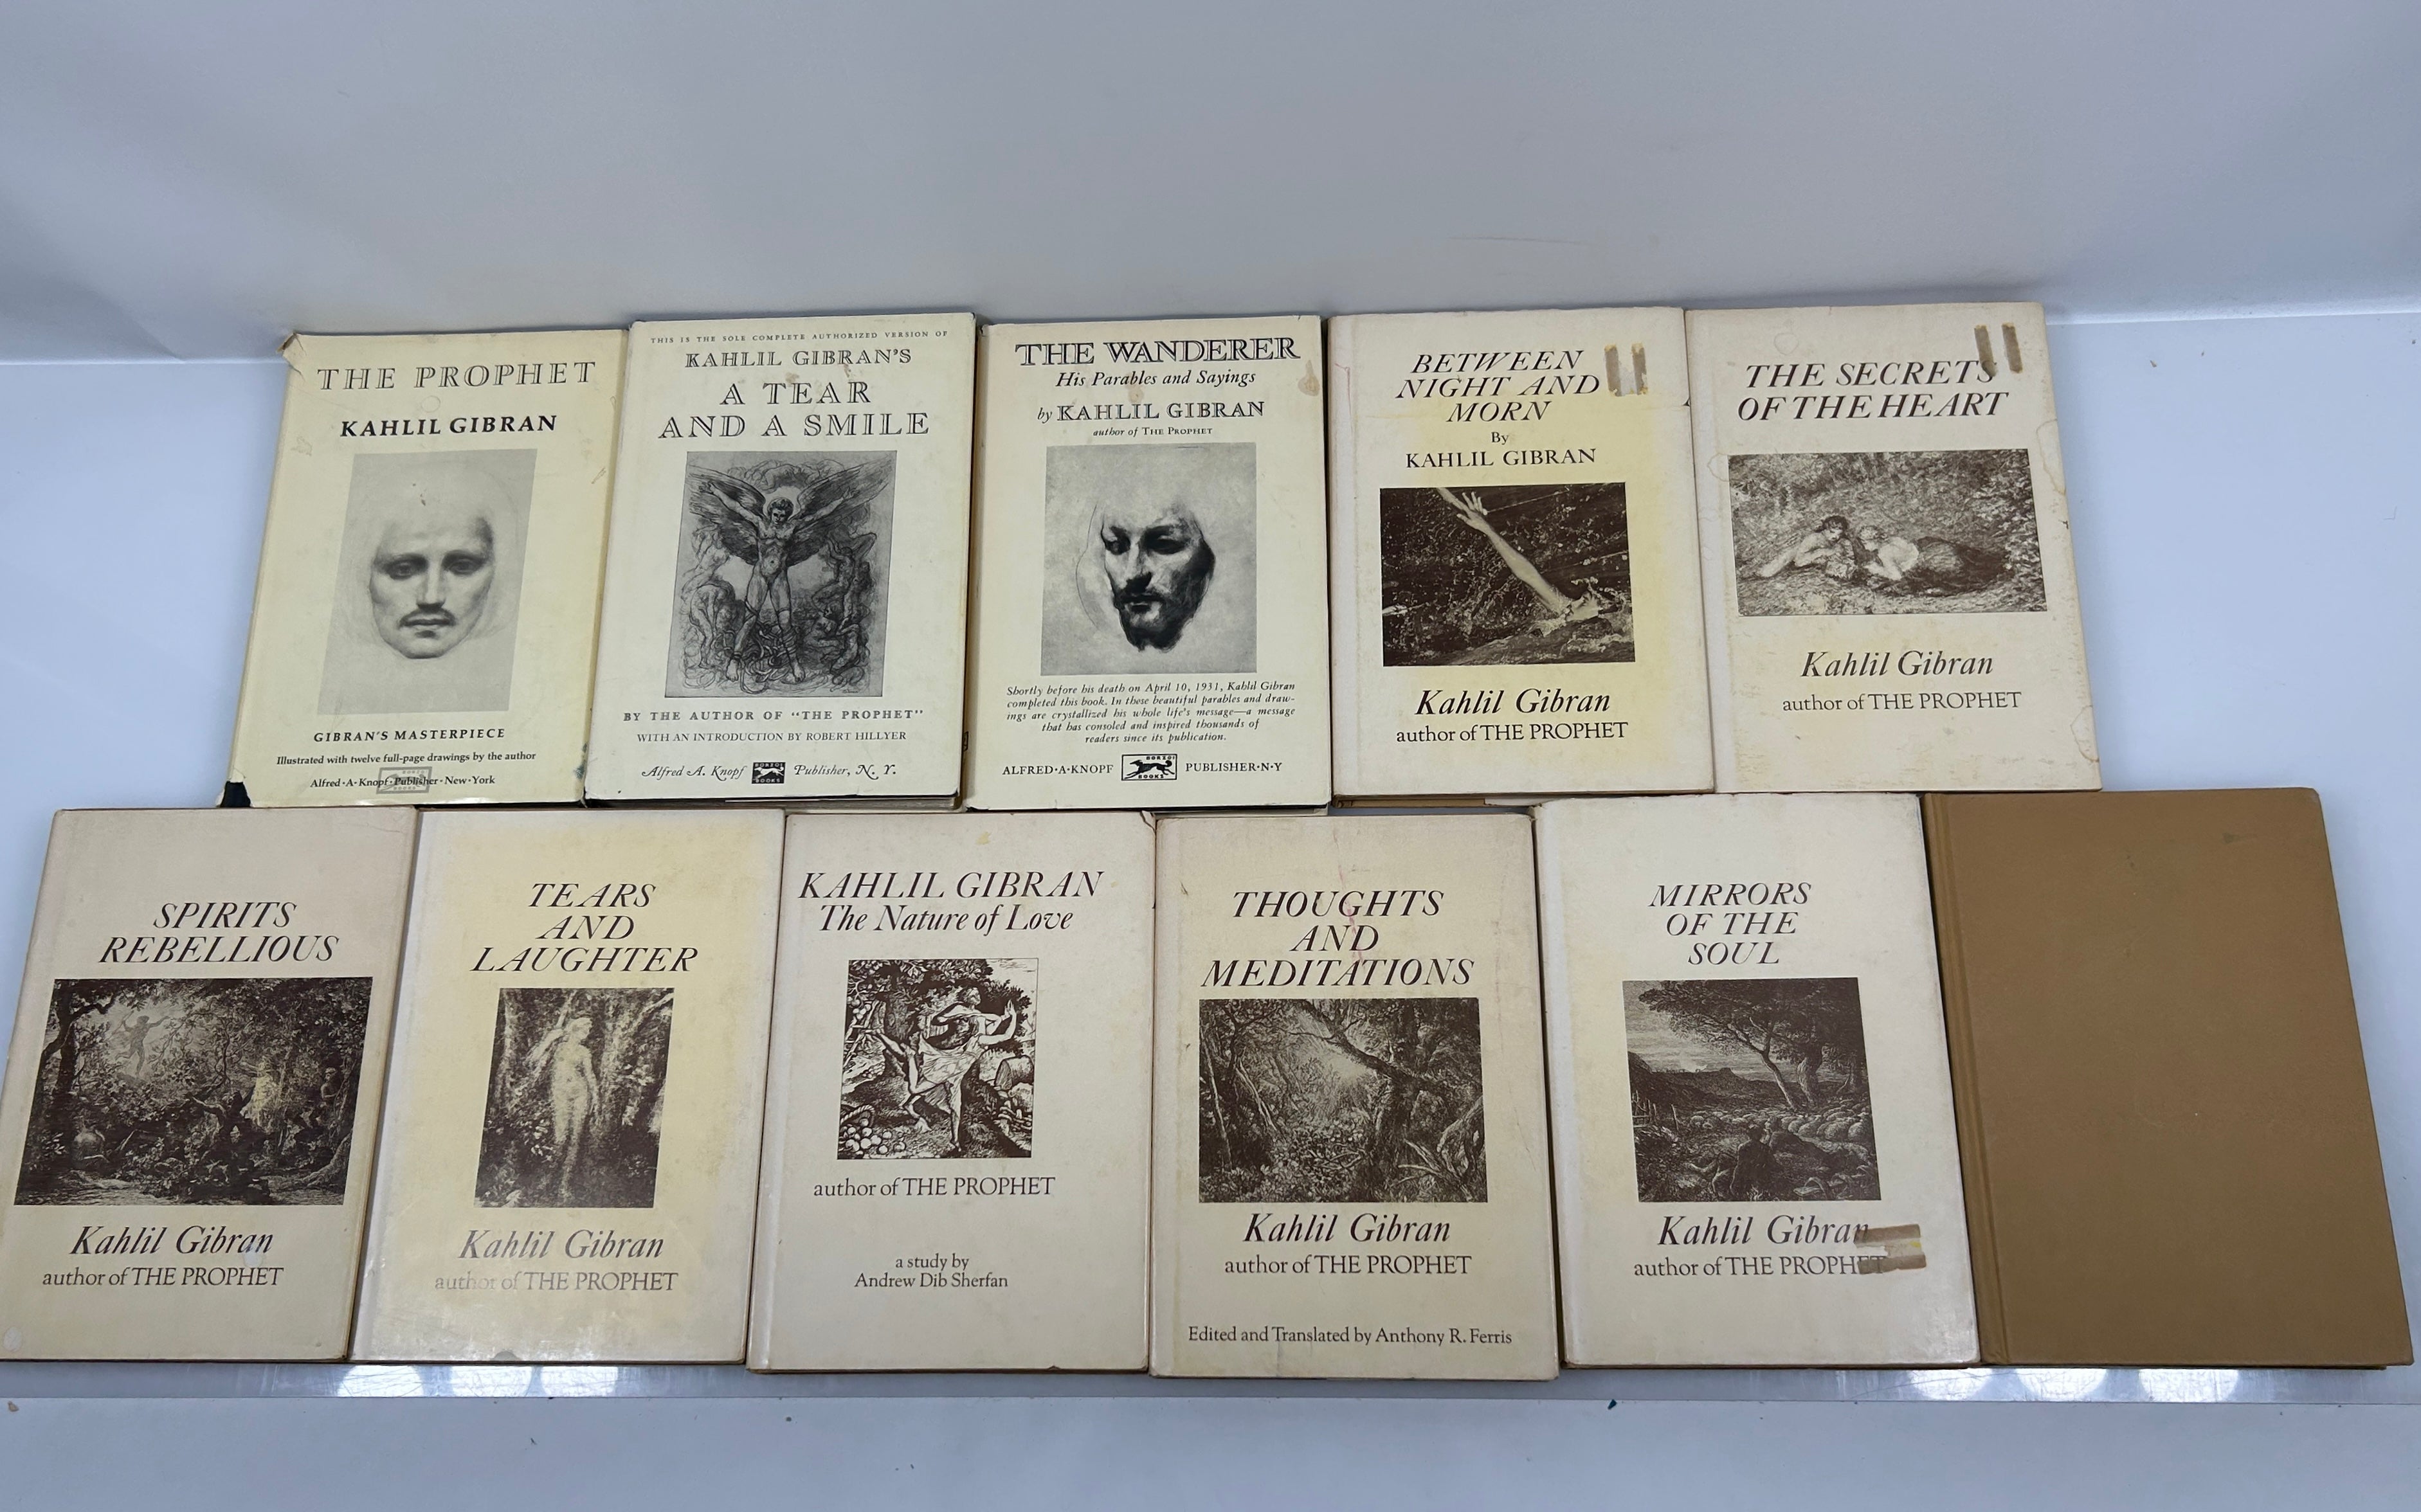 THE PROPHET
KAHLIL GIBRAN
GIBRAN'S MASTERPIECE
Illustrated with twelve full-page drawings by the author
Alfred·A·Knopf·Publisher·New·York
THIS IS THE SOLE COMPLETE AUTHORIZED VERSION OF
KAHLIL GIBRAN'S
A TEAR
AND A SMILE
BY THE AUTHOR OF "THE PROPHET"
WITH AN INTRODUCTION BY ROBERT HILLYER
Alfred A. Knopf BORZOI BOOKS Publisher, N. Y.
THE WANDERER
His Parables and Sayings
by KAHLIL GIBRAN
author of THE PROPHET
Shortly before his death on April 10, 1931, Kahlil Gibran
completed this book. In these beautiful parables and draw-
ings are crystallized his whole life's message—a message
that has consoled and inspired thousands of
readers since its publication.
ALFRED·A·KNOPF BORZOI BOOKS PUBLISHER·N·Y
BETWEEN
NIGHT AND
MORN
By
KAHLIL GIBRAN
Kahlil Gibran
author of THE PROPHET
THE SECRETS
OF THE HEART
Kahlil Gibran
author of THE PROPHET
SPIRITS
REBELLIOUS
Kahlil Gibran
author of THE PROPHET
TEARS
AND
LAUGHTER
Kahlil Gibran
author of THE PROPHET
KAHLIL GIBRAN
The Nature of Love
author of THE PROPHET
a study by
Andrew Dib Sherfan
THOUGHTS
AND
MEDITATIONS
Kahlil Gibran
author of THE PROPHET
Edited and Translated by Anthony R. Ferris
MIRRORS
OF THE
SOUL
Kahlil Gibran
author of THE PROPHET